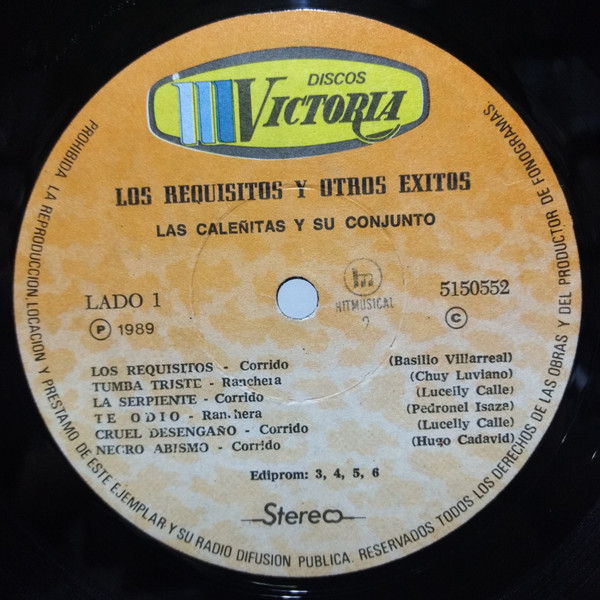 DISCOS
VICTORIA
LOS REQUISITOS Y OTROS EXITOS
LAS CALEÑITAS Y SU CONJUNTO
LADO 1
Ⓟ 1989
RITMUSICAL
2
5150552
©
LOS REQUISITOS - Corrido (Basilio Villarreal)
TUMBA TRISTE - Ranchera (Chuy Luviano)
LA SERPIENTE - Corrido (Lucelly Calle)
TE ODIO - Ranchera (Pedronel Isaza)
CRUEL DESENGAÑO - Corrido (Lucelly Calle)
NEGRO ABISMO - Corrido (Hugo Cadavid)
Ediprom: 3, 4, 5, 6
Stereo
PROHIBIDA LA REPRODUCCION, LOCACION Y PRESTAMO DE ESTE EJEMPLAR Y SU RADIO DIFUSION PUBLICA. RESERVADOS TODOS LOS DERECHOS DE LAS OBRAS Y DEL PRODUCTOR DE FONOGRAMAS.